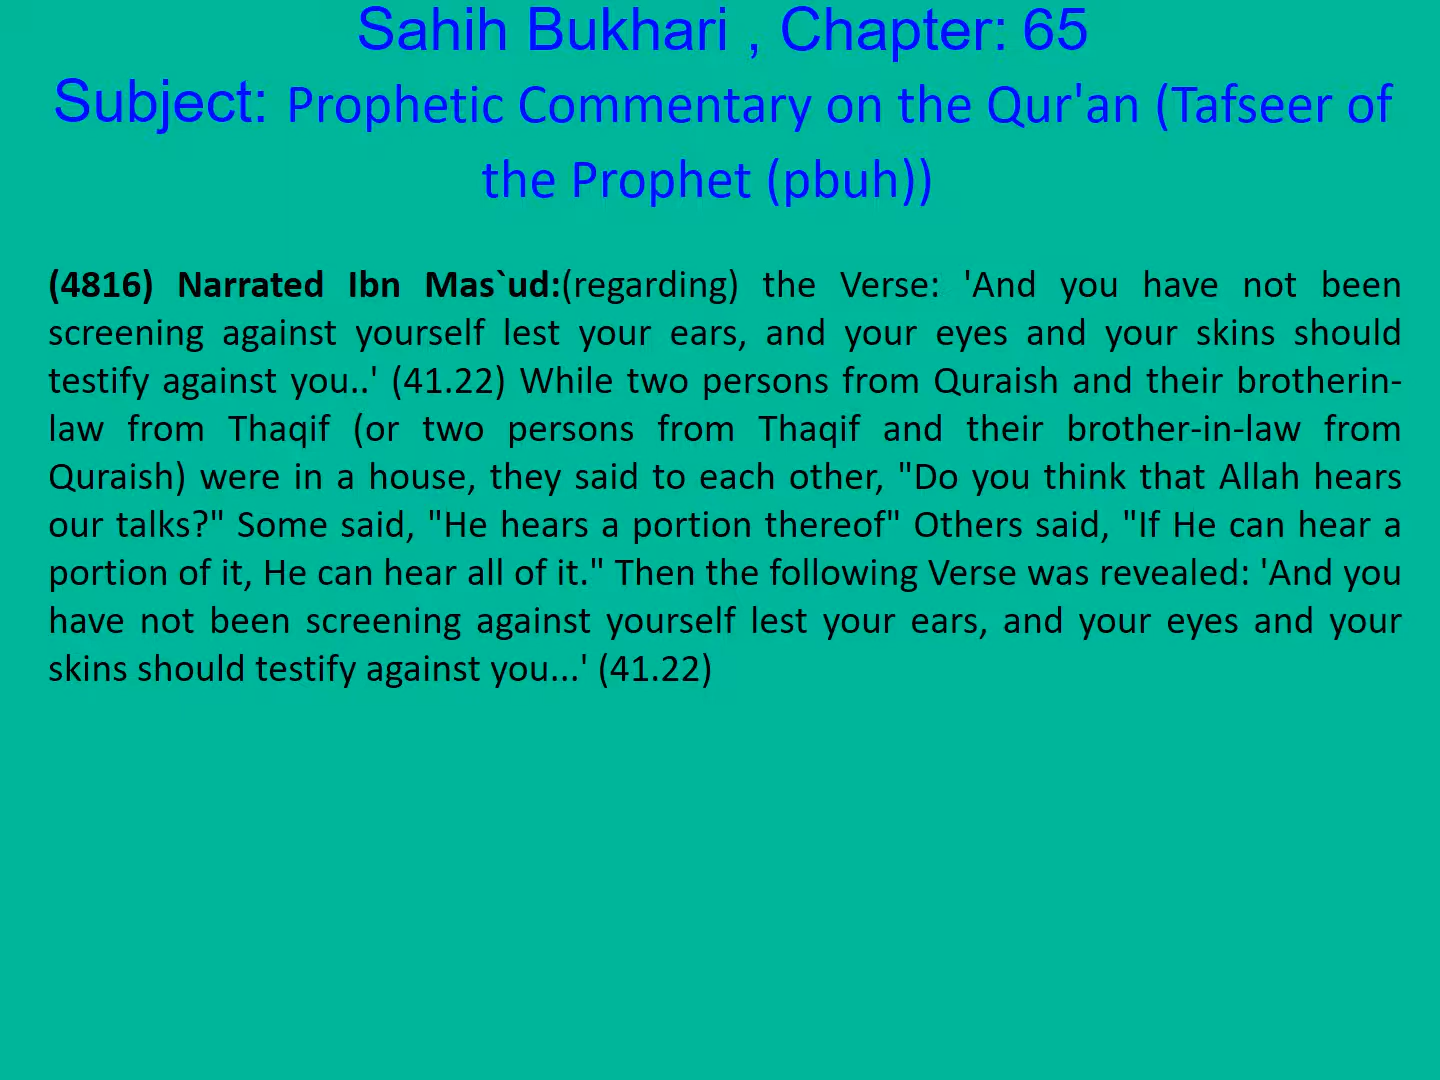 Sahih Bukhari , Chapter: 65
Subject: Prophetic Commentary on the Qur'an (Tafseer of
the Prophet (pbuh))
(4816) Narrated Ibn Mas`ud:(regarding) the Verse: 'And you have not been
screening against yourself lest your ears, and your eyes and your skins should
testify against you..' (41.22) While two persons from Quraish and their brotherin-
law from Thaqif (or two persons from Thaqif and their brother-in-law from
Quraish) were in a house, they said to each other, "Do you think that Allah hears
our talks?" Some said, "He hears a portion thereof" Others said, "If He can hear a
portion of it, He can hear all of it." Then the following Verse was revealed: 'And you
have not been screening against yourself lest your ears, and your eyes and your
skins should testify against you...' (41.22)